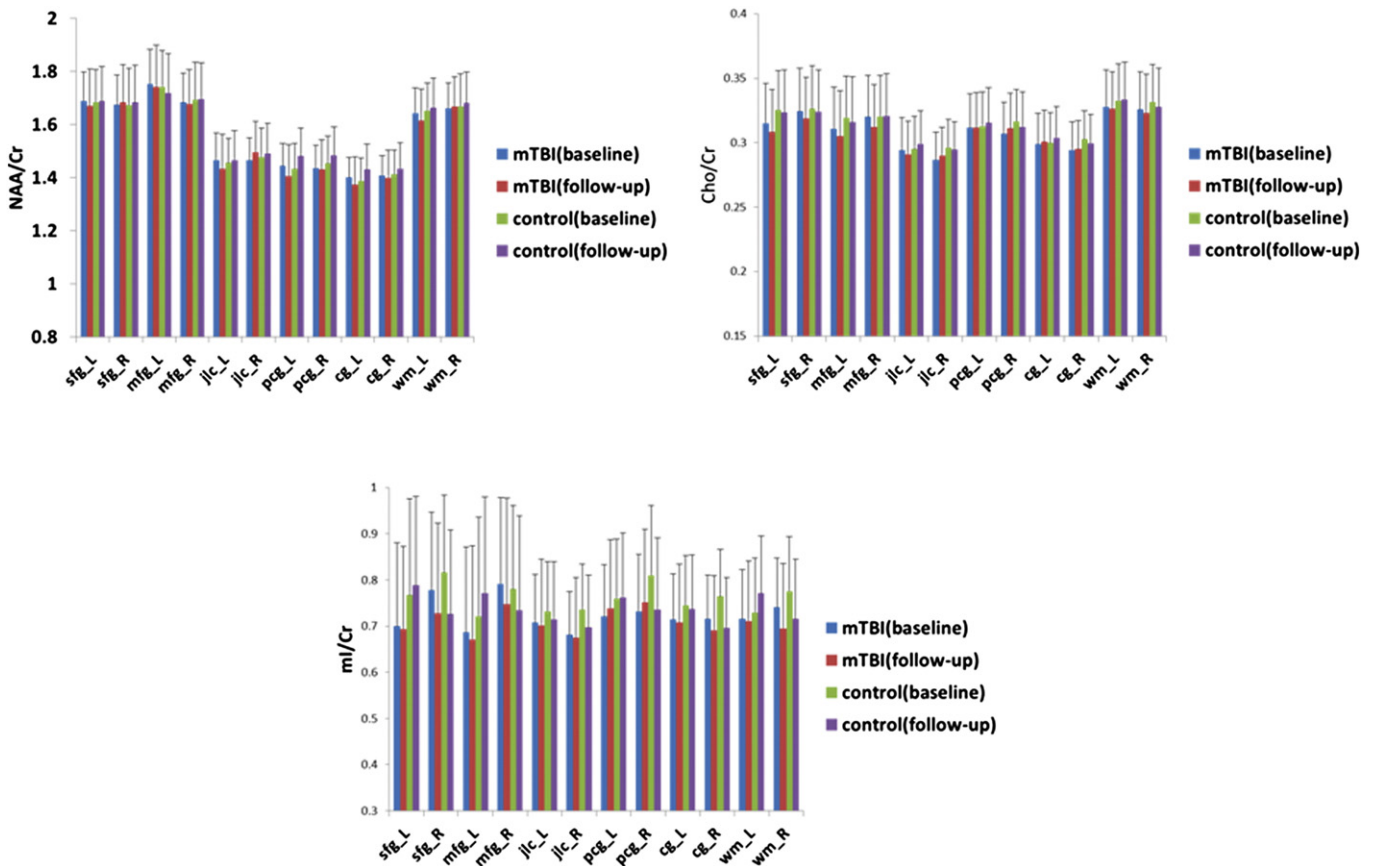 2
1.8
1.6
1.4
1.2
1
0.8
NAA/Cr
sfg_L sfg_R mfg_L mfg_R jlc_L jlc_R pcg_L pcg_R cg_L cg_R wm_L wm_R
mTBI(baseline)
mTBI(follow-up)
control(baseline)
control(follow-up)
0.4
0.35
0.3
0.25
0.2
0.15
Cho/Cr
sfg_L sfg_R mfg_L mfg_R jlc_L jlc_R pcg_L pcg_R cg_L cg_R wm_L wm_R
mTBI(baseline)
mTBI(follow-up)
control(baseline)
control(follow-up)
1
0.9
0.8
0.7
0.6
0.5
0.4
0.3
mI/Cr
sfg_L sfg_R mfg_L mfg_R jlc_L jlc_R pcg_L pcg_R cg_L cg_R wm_L wm_R
mTBI(baseline)
mTBI(follow-up)
control(baseline)
control(follow-up)